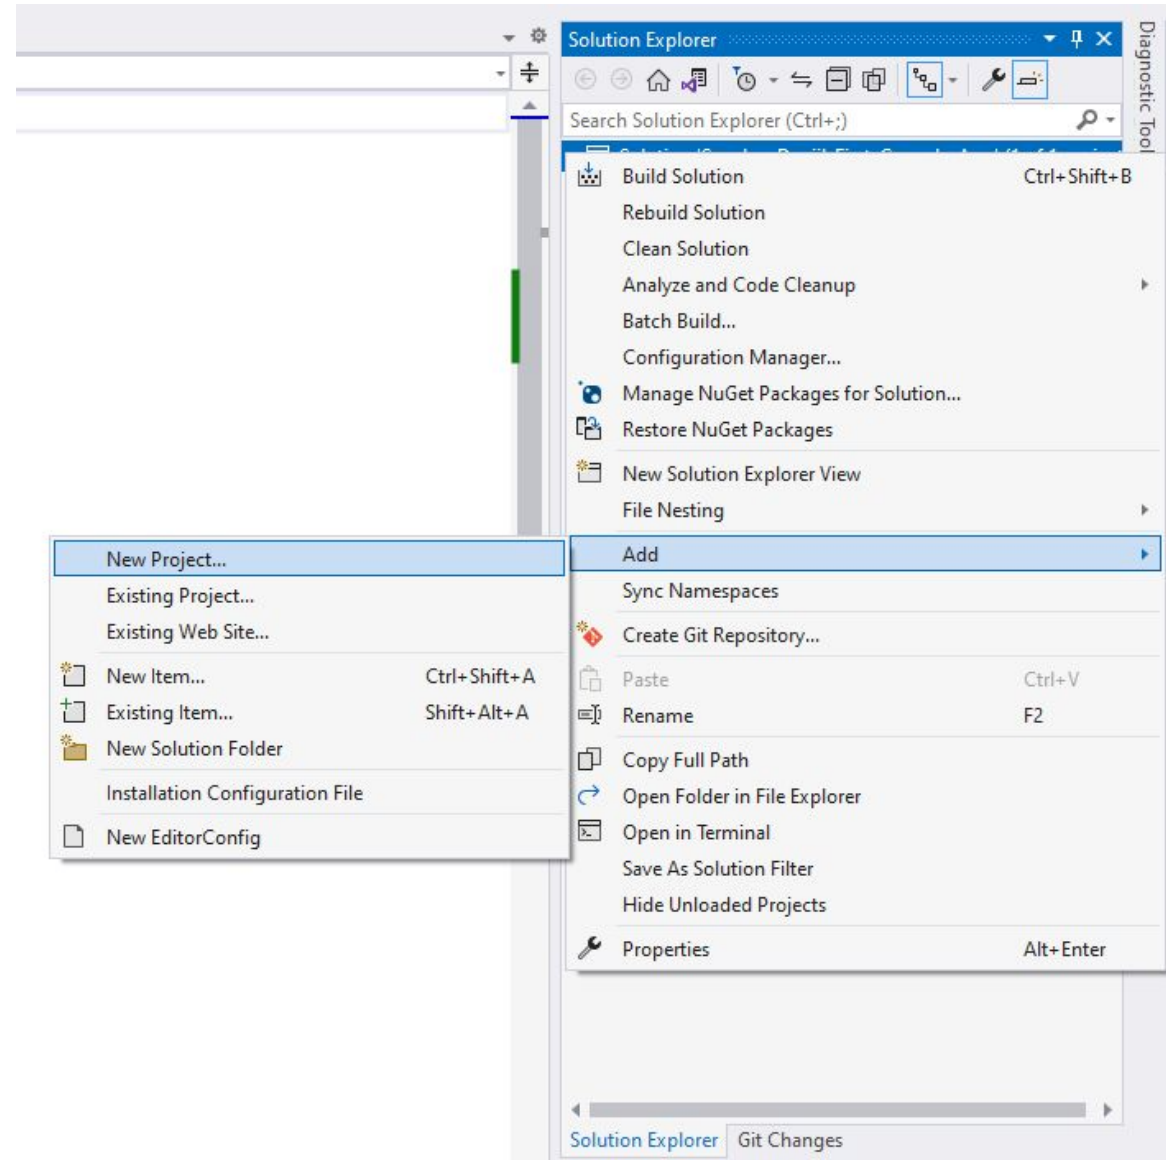 Solution Explorer
Diagnostic Tool
Search Solution Explorer (Ctrl+;)
Build Solution Ctrl+Shift+B
Rebuild Solution
Clean Solution
Analyze and Code Cleanup
Batch Build...
Configuration Manager...
Manage NuGet Packages for Solution...
Restore NuGet Packages
New Solution Explorer View
File Nesting
Add
Sync Namespaces
Create Git Repository...
Paste Ctrl+V
Rename F2
Copy Full Path
Open Folder in File Explorer
Open in Terminal
Save As Solution Filter
Hide Unloaded Projects
Properties Alt+Enter
New Project...
Existing Project...
Existing Web Site...
New Item... Ctrl+Shift+A
Existing Item... Shift+Alt+A
New Solution Folder
Installation Configuration File
New EditorConfig
Solution Explorer Git Changes